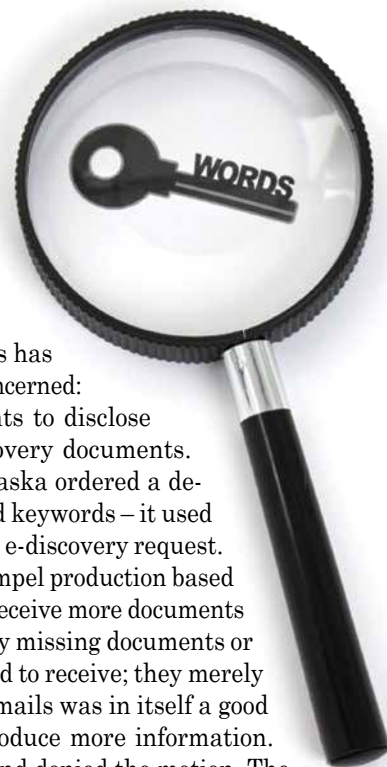 WORDS
s has
ncerned:
nts to disclose
overy documents.
aska ordered a de-
d keywords – it used
e-discovery request.
mpel production based
eceive more documents
y missing documents or
d to receive; they merely
mails was in itself a good
oduce more information.
nd denied the motion. The